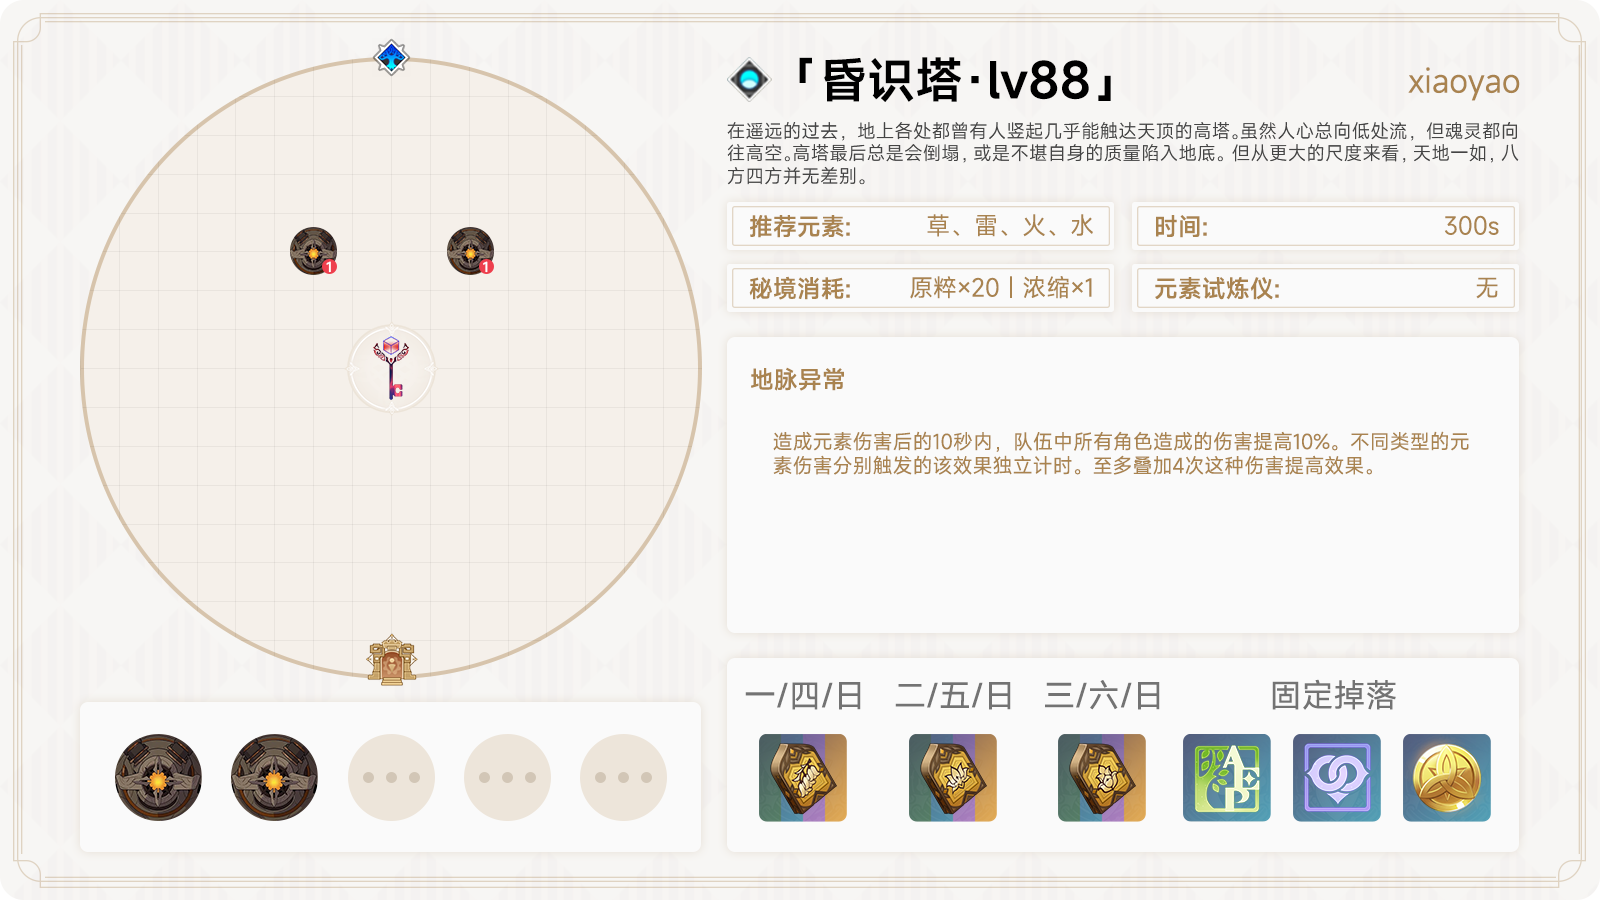 「昏识塔·lv88」
xiaoyao
在遥远的过去，地上各处都曾有人竖起几乎能触达天顶的高塔。虽然人心总向低处流，但魂灵都向
往高空。高塔最后总是会倒塌，或是不堪自身的质量陷入地底。但从更大的尺度来看，天地一如，八
方四方并无差别。
推荐元素: 草、雷、火、水
时间: 300s
秘境消耗: 原粹×20丨浓缩×1
元素试炼仪: 无
地脉异常
造成元素伤害后的10秒内，队伍中所有角色造成的伤害提高10%。不同类型的元
素伤害分别触发的该效果独立计时。至多叠加4次这种伤害提高效果。
1
1
一/四/日 二/五/日 三/六/日 固定掉落
AEP